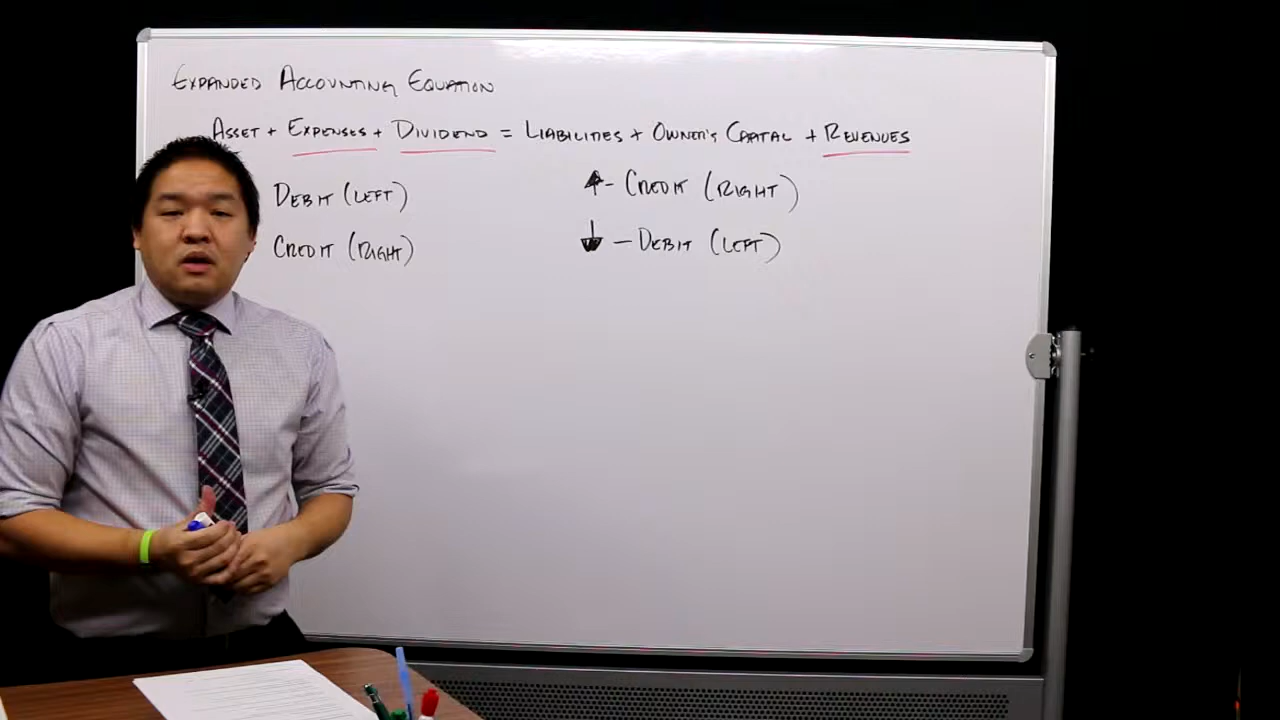 EXPANDED ACCOUNTING EQUATION
ASSET + EXPENSES + DIVIDEND = LIABILITIES + OWNER'S CAPITAL + REVENUES
DEBIT (LEFT) ↑- CREDIT (RIGHT)
CREDIT (RIGHT) ↓ - DEBIT (LEFT)